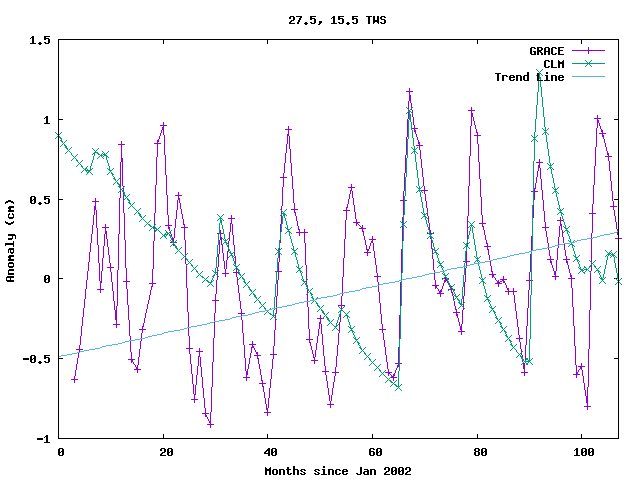 27.5, 15.5 TWS
GRACE
CLM
Trend Line
1.5
1
0.5
0
-0.5
-1
Anomaly (cm)
0 20 40 60 80 100
Months since Jan 2002